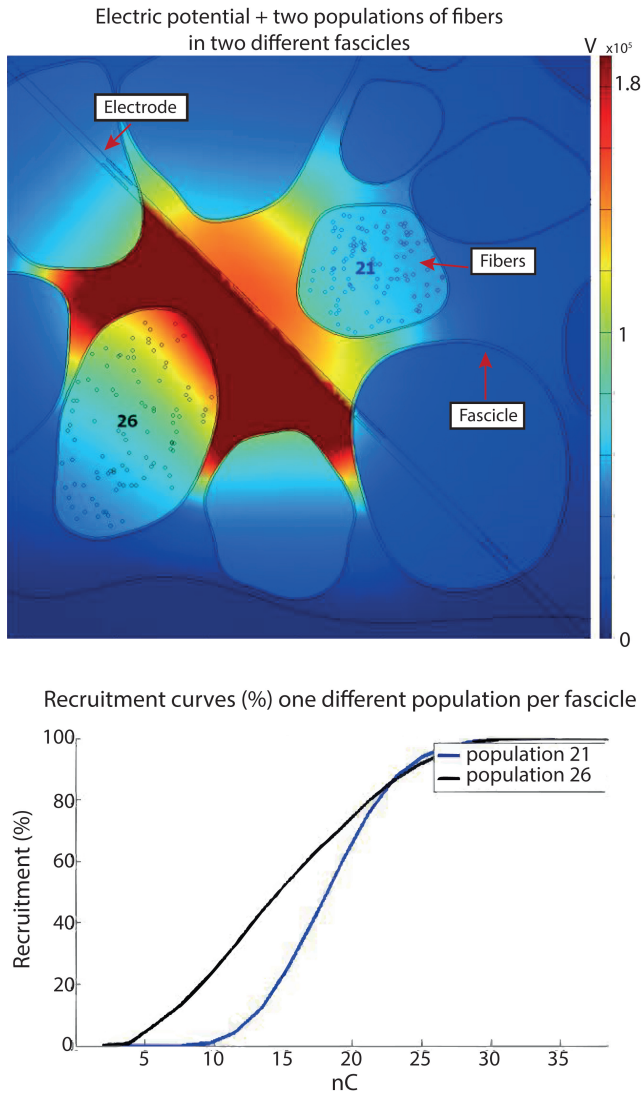 Electric potential + two populations of fibers
in two different fascicles
V x10⁵
1.8
Electrode
21
Fibers
1
26
Fascicle
0
Recruitment curves (%) one different population per fascicle
100
population 21
population 26
80
60
40
20
0
Recruitment (%)
5 10 15 20 25 30 35
nC